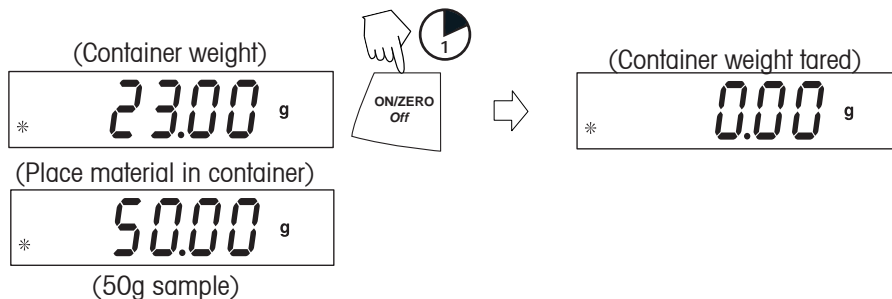 (Container weight)
* 23.00 g
1
ON/ZERO
Off
(Container weight tared)
* 0.00 g
(Place material in container)
* 50.00 g
(50g sample)